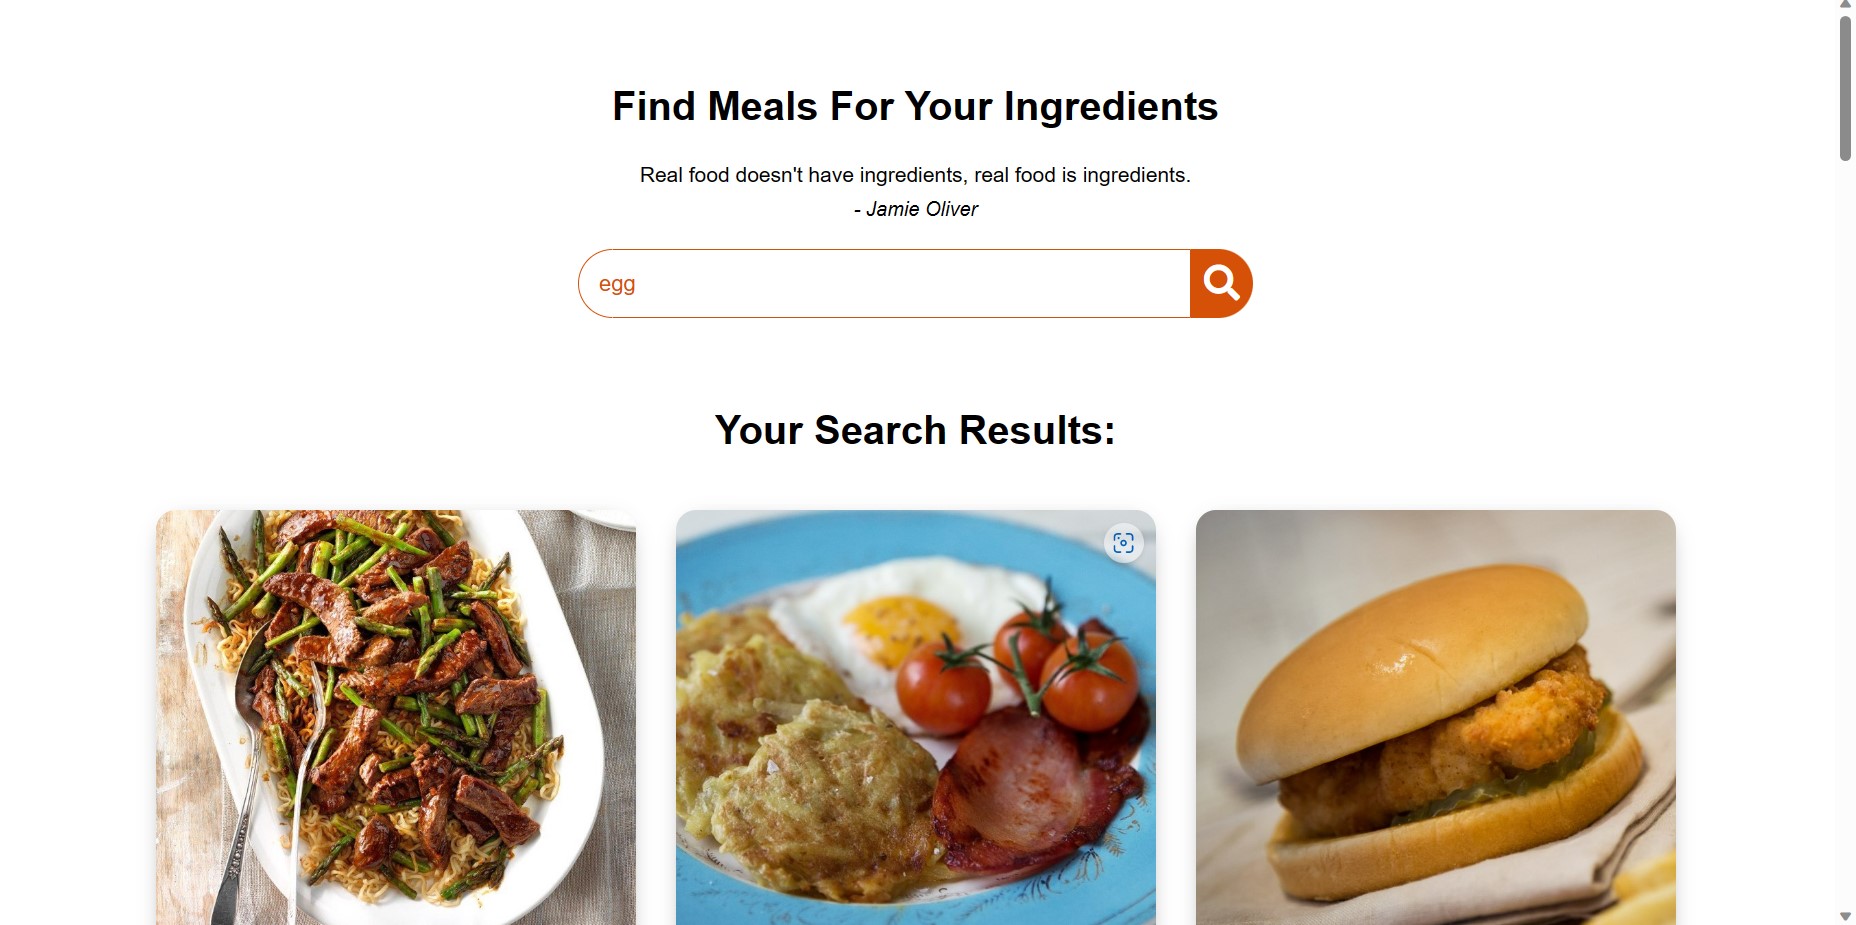 Find Meals For Your Ingredients
Real food doesn't have ingredients, real food is ingredients.
- Jamie Oliver
egg
Your Search Results: